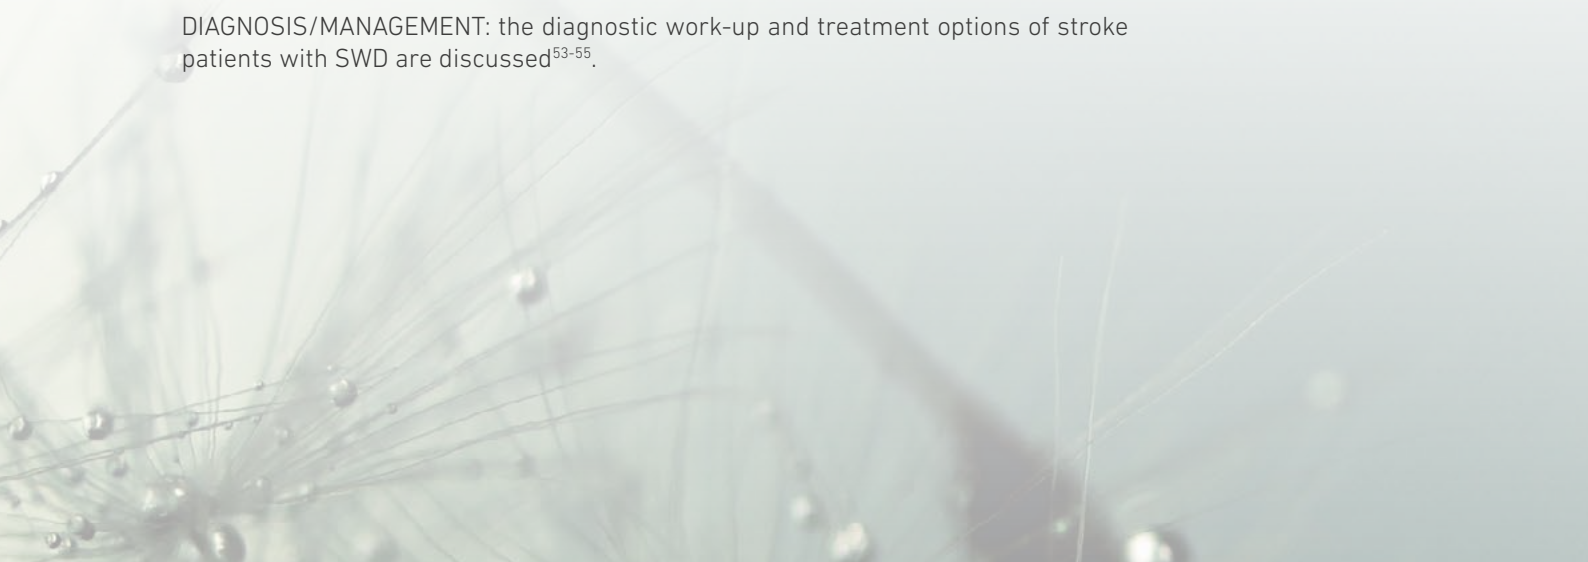 DIAGNOSIS/MANAGEMENT: the diagnostic work-up and treatment options of stroke
patients with SWD are discussed53-55.